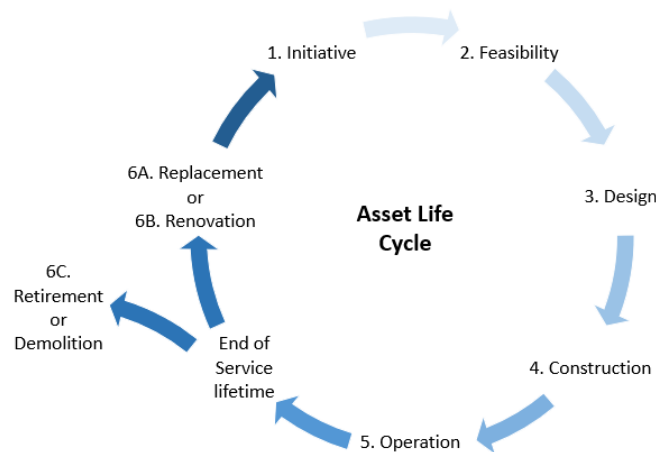 1. Initiative
2. Feasibility
3. Design
4. Construction
5. Operation
End of
Service
lifetime
6A. Replacement
or
6B. Renovation
6C.
Retirement
or
Demolition
Asset Life
Cycle